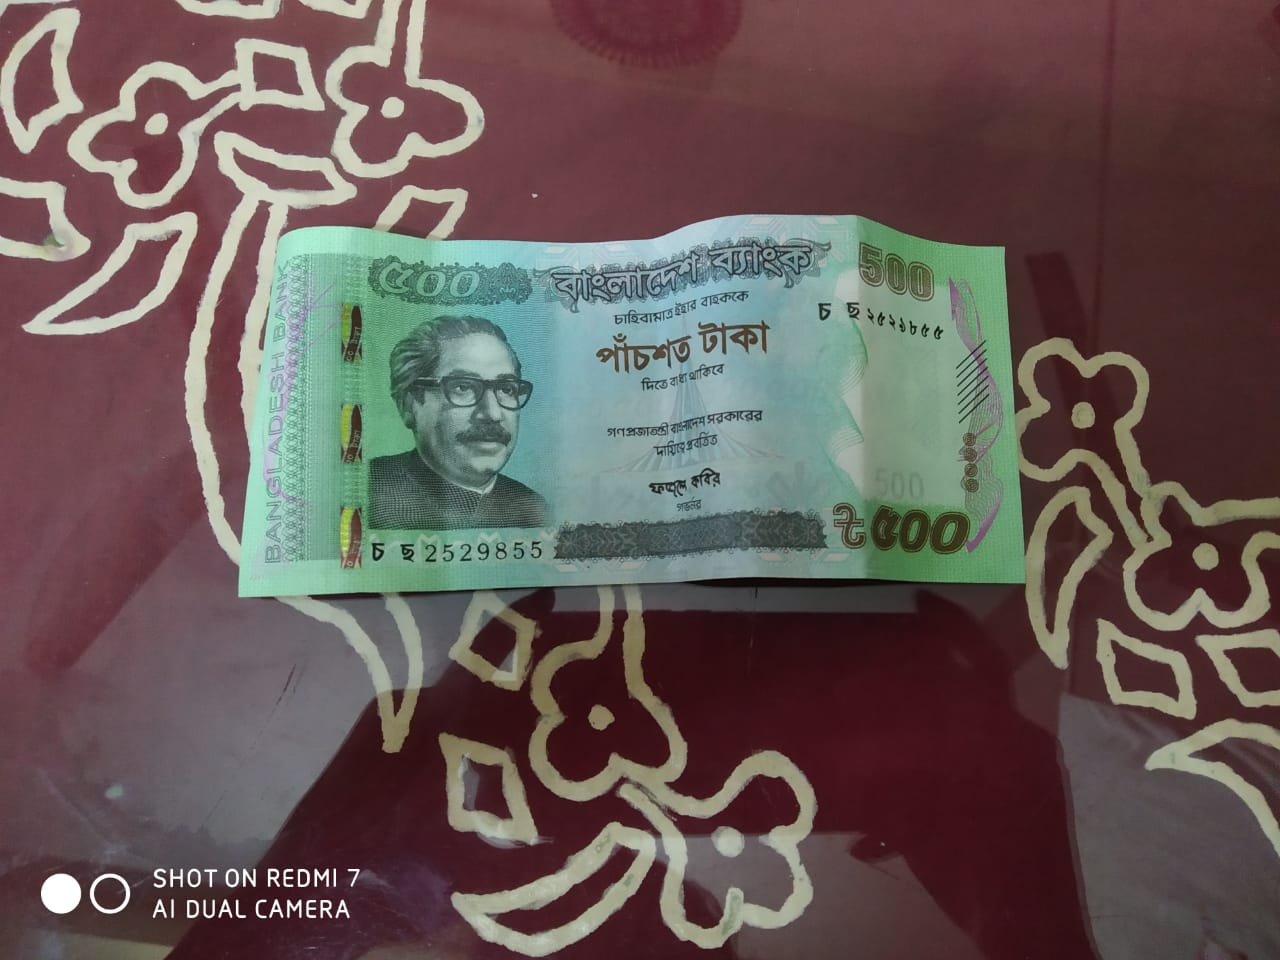 BANGLADESH BANK
৫০০
বাংলাদেশ ব্যাংক
500
চাহিবামাত্র ইহার বাহককে
চ ছ ২৫২৯৮৫৫
পাঁচশত টাকা
দিতে বাধ্য থাকিবে
গণপ্রজাতন্ত্রী বাংলাদেশ সরকারের
দায়িত্বে প্রবর্তিত
500
ফজলে কবির
গভর্নর
৳ ৫০০
চ ছ 2529855
SHOT ON REDMI 7
AI DUAL CAMERA